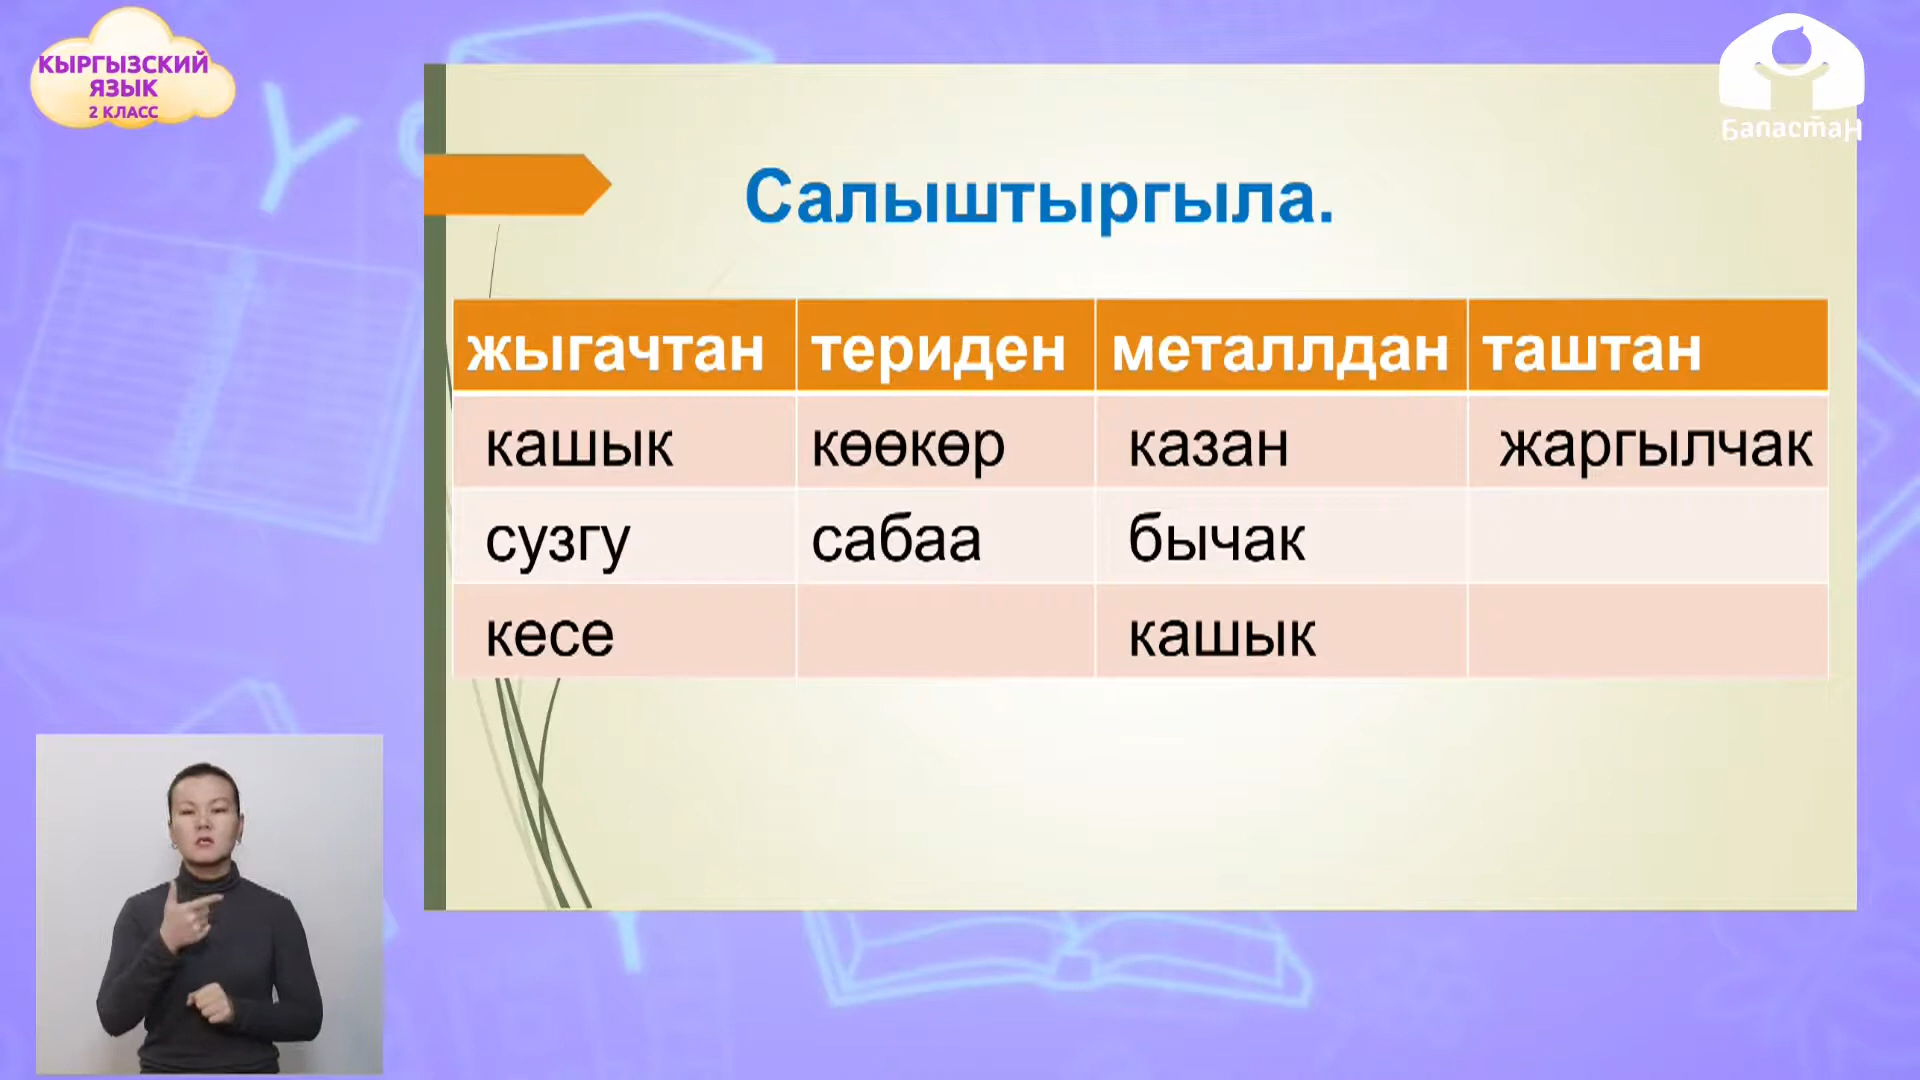 КЫРГЫЗСКИЙ
ЯЗЫК
2 КЛАСС
Баластан
Салыштыргыла.
жыгачтан териден металлдан таштан
кашык көөкөр казан жаргылчак
сузгу сабаа бычак
кесе кашык